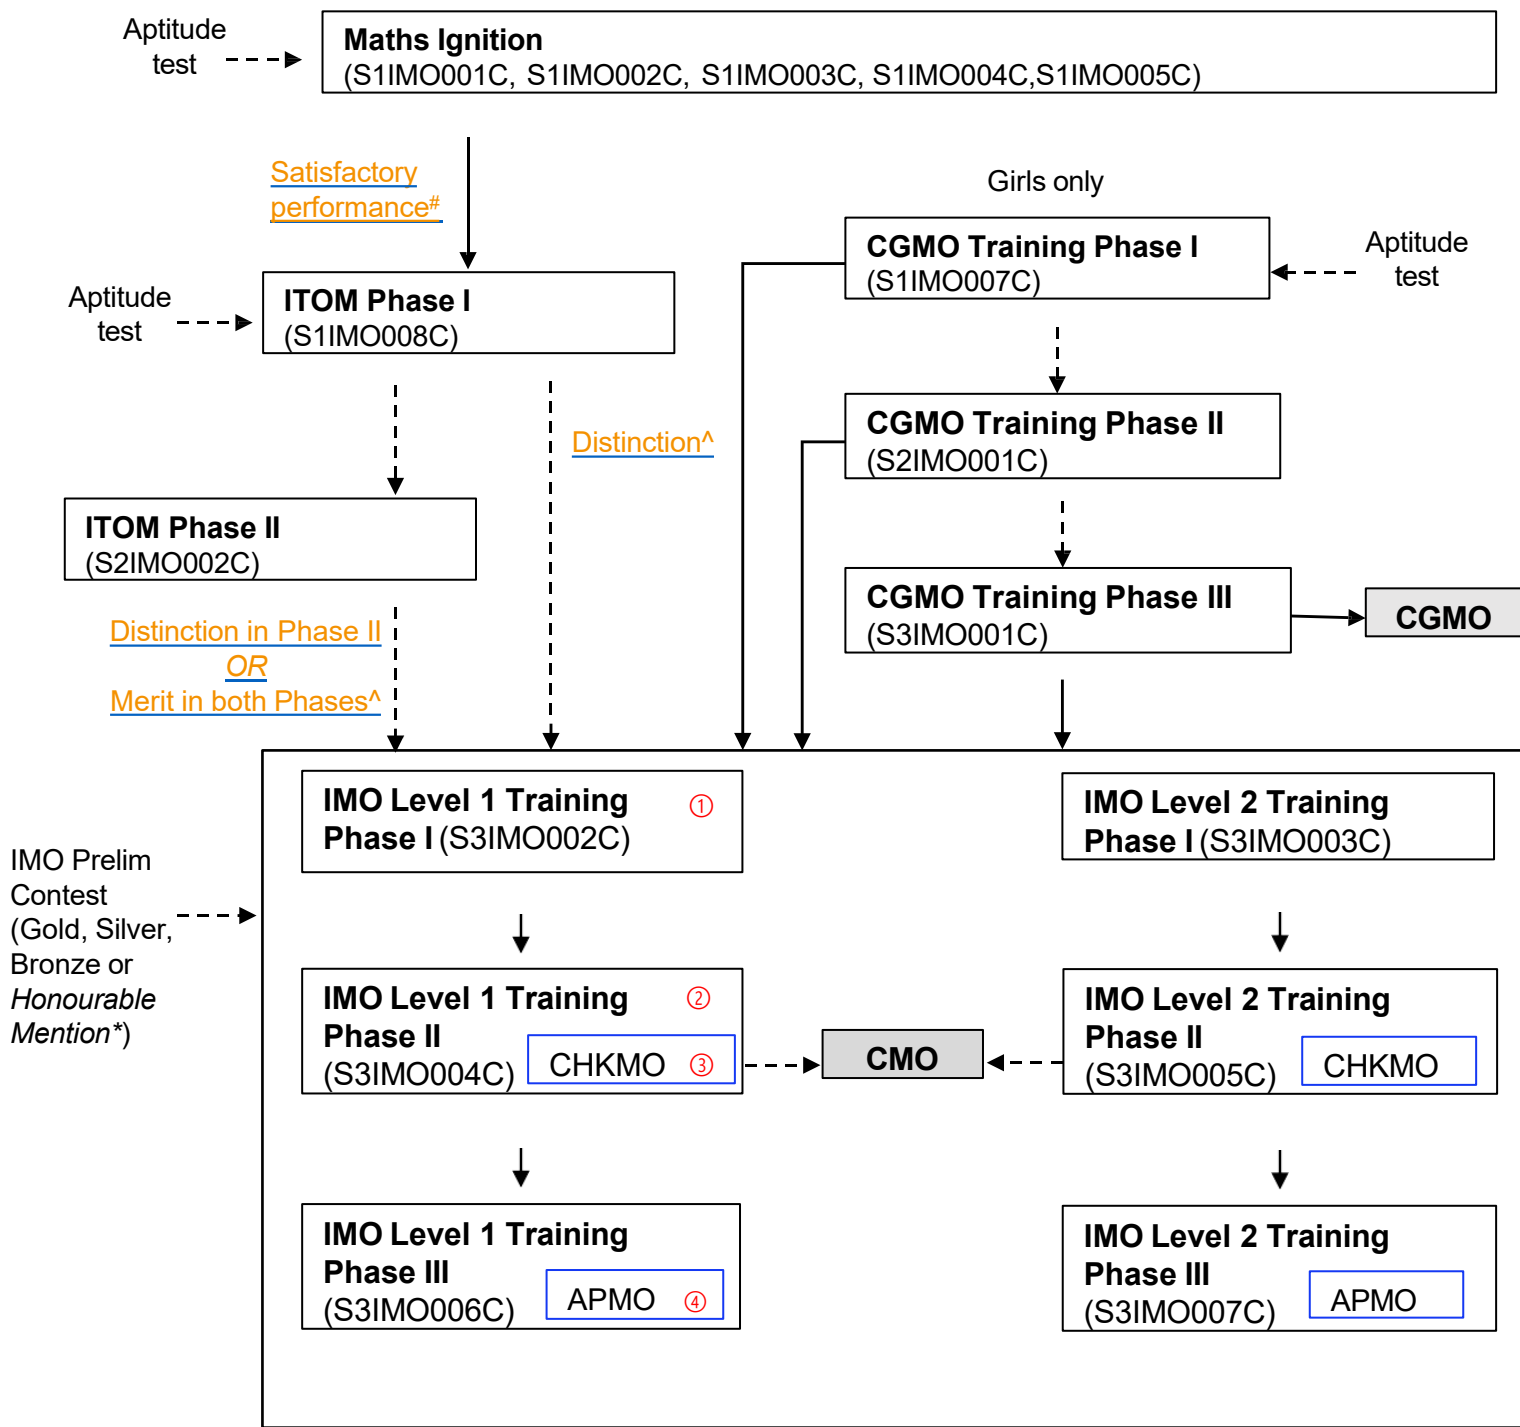 Aptitude
test
Maths Ignition
(S1IMO001C, S1IMO002C, S1IMO003C, S1IMO004C,S1IMO005C)
Satisfactory
performance#
Girls only
CGMO Training Phase I
(S1IMO007C)
Aptitude
test
Aptitude
test
ITOM Phase I
(S1IMO008C)
CGMO Training Phase II
(S2IMO001C)
Distinction^
ITOM Phase II
(S2IMO002C)
CGMO Training Phase III
(S3IMO001C)
CGMO
Distinction in Phase II
OR
Merit in both Phases^
IMO Level 1 Training ①
Phase I (S3IMO002C)
IMO Level 2 Training
Phase I (S3IMO003C)
IMO Prelim
Contest
(Gold, Silver,
Bronze or
Honourable
Mention*)
IMO Level 1 Training ②
Phase II
(S3IMO004C)
CHKMO ③
CMO
IMO Level 2 Training
Phase II
(S3IMO005C)
CHKMO
IMO Level 1 Training
Phase III
(S3IMO006C)
APMO ④
IMO Level 2 Training
Phase III
(S3IMO007C)
APMO